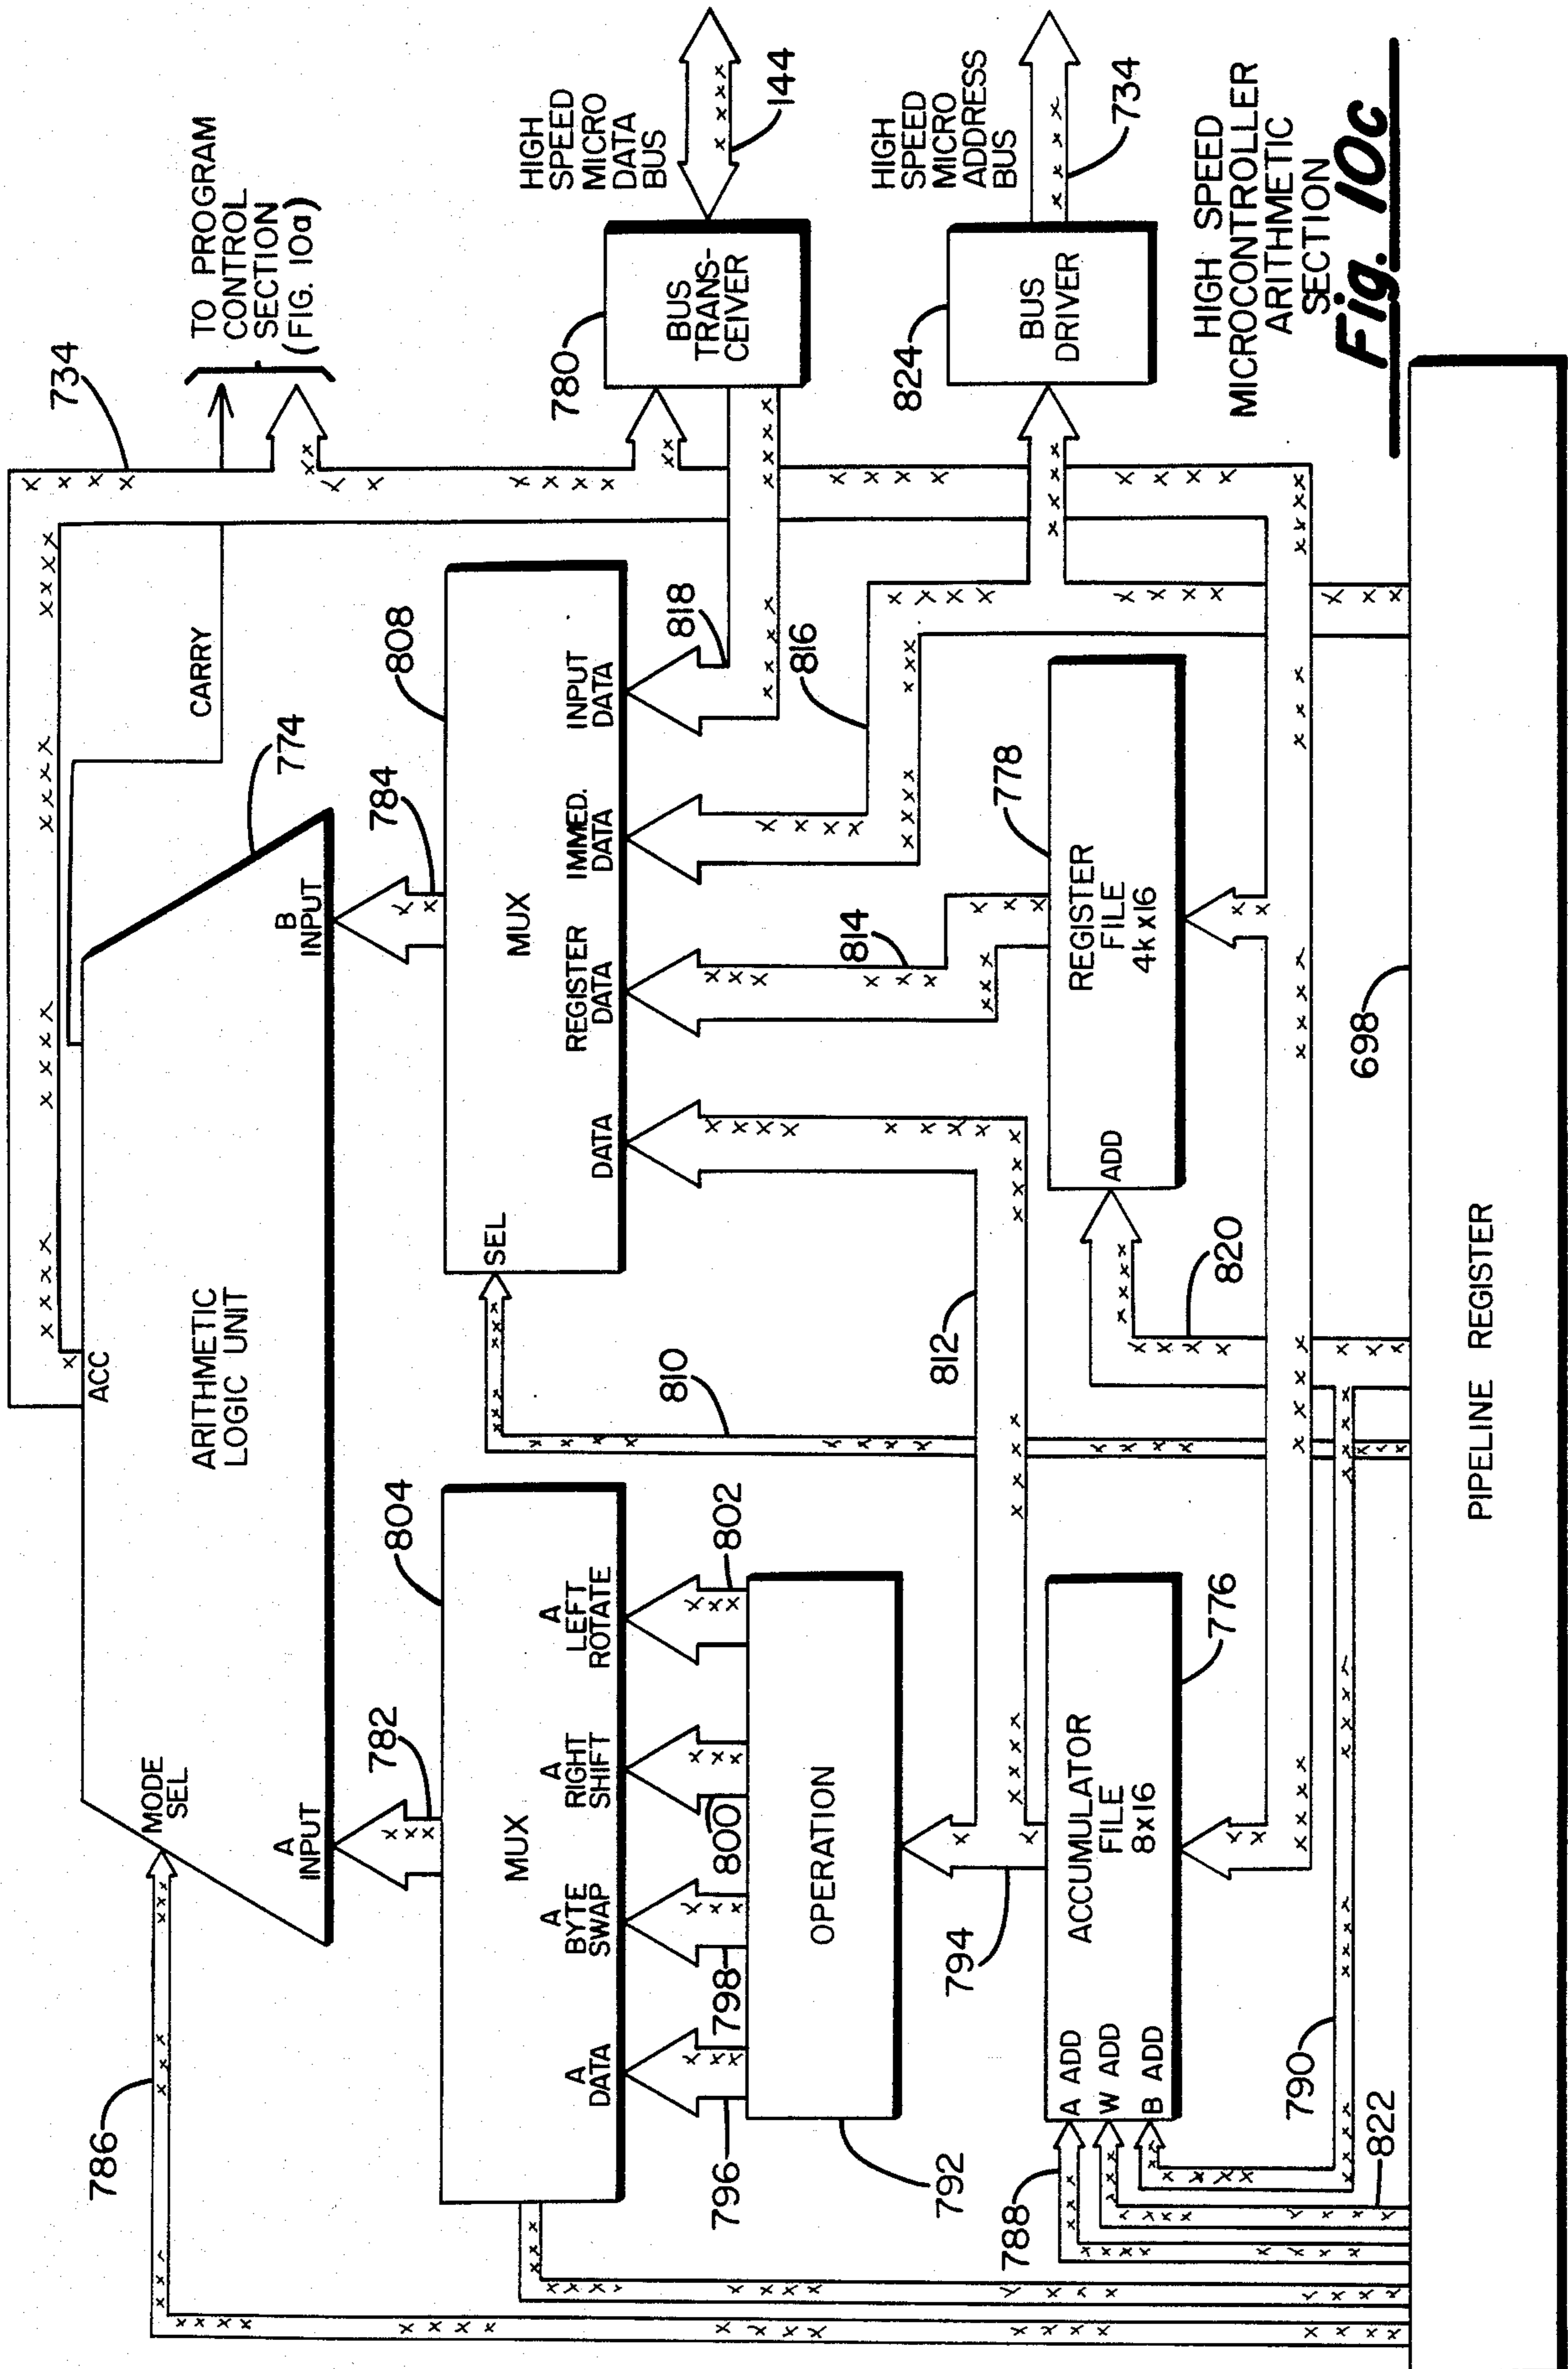 734
TO PROGRAM
CONTROL
SECTION
(FIG. 10a)
CARRY
ACC
ARITHMETIC
LOGIC UNIT
774
MODE
SEL
A
INPUT
B
INPUT
786
782
784
804
808
MUX
A
DATA
A
BYTE
SWAP
A
RIGHT
SHIFT
A
LEFT
ROTATE
MUX
SEL
DATA
REGISTER
DATA
IMMED.
DATA
INPUT
DATA
HIGH
SPEED
MICRO
DATA
BUS
144
780
BUS
TRANS-
CEIVER
796
798
800
802
810
818
816
814
812
OPERATION
792
794
778
REGISTER
FILE
4k x 16
ADD
820
HIGH
SPEED
MICRO
ADDRESS
BUS
734
824
BUS
DRIVER
788
A ADD
W ADD
B ADD
ACCUMULATOR
FILE
8x16
776
790
822
698
PIPELINE REGISTER
HIGH SPEED
MICROCONTROLLER
ARITHMETIC
SECTION
Fig. 10c